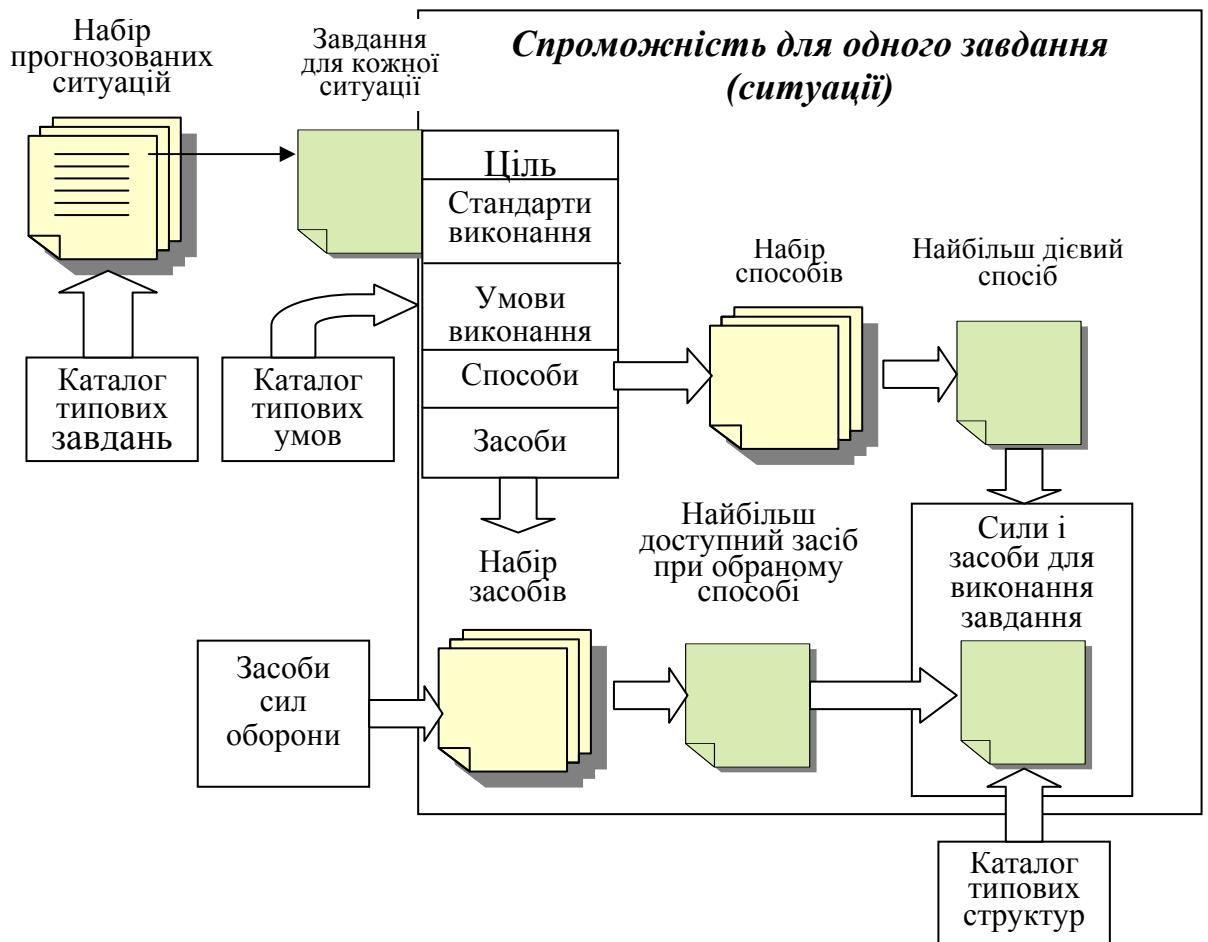 Набір
прогнозованих
ситуацій
Завдання
для кожної
ситуації
Спроможність для одного завдання
(ситуації)
Ціль
Стандарти
виконання
Умови
виконання
Способи
Засоби
Набір
способів
Найбільш дієвий
спосіб
Каталог
типових
завдань
Каталог
типових
умов
Набір
засобів
Найбільш
доступний засіб
при обраному
способі
Сили і
засоби для
виконання
завдання
Засоби
сил
оборони
Каталог
типових
структур